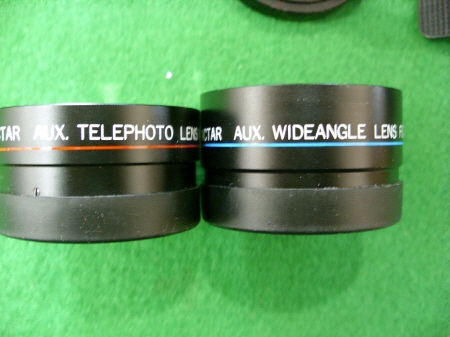 CTAR AUX. TELEPHOTO LENS
CTAR AUX. WIDEANGLE LENS F